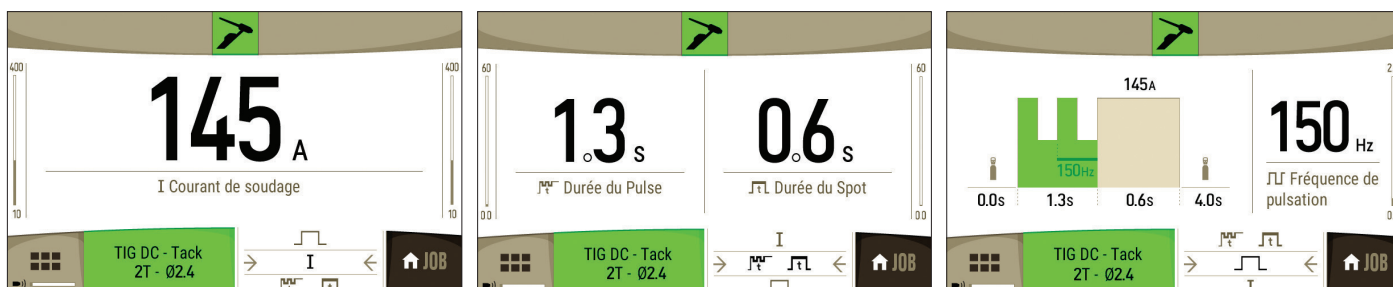 400
400
145 A
I Courant de soudage
10
10
TIG DC - Tack
2T - Ø2.4
I
JOB
60
60
1.3 s
0.6 s
t Durée du Pulse
t Durée du Spot
0.0
0.0
TIG DC - Tack
2T - Ø2.4
I
t t
JOB
145A
150Hz
0.0s
1.3s
0.6s
4.0s
150 Hz
Fréquence de
pulsation
TIG DC - Tack
2T - Ø2.4
t t
I
JOB